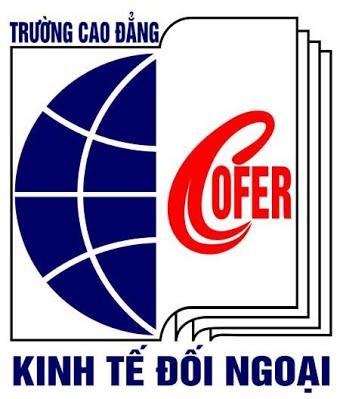 TRƯỜNG CAO ĐẲNG
COFER
KINH TẾ ĐỐI NGOẠI